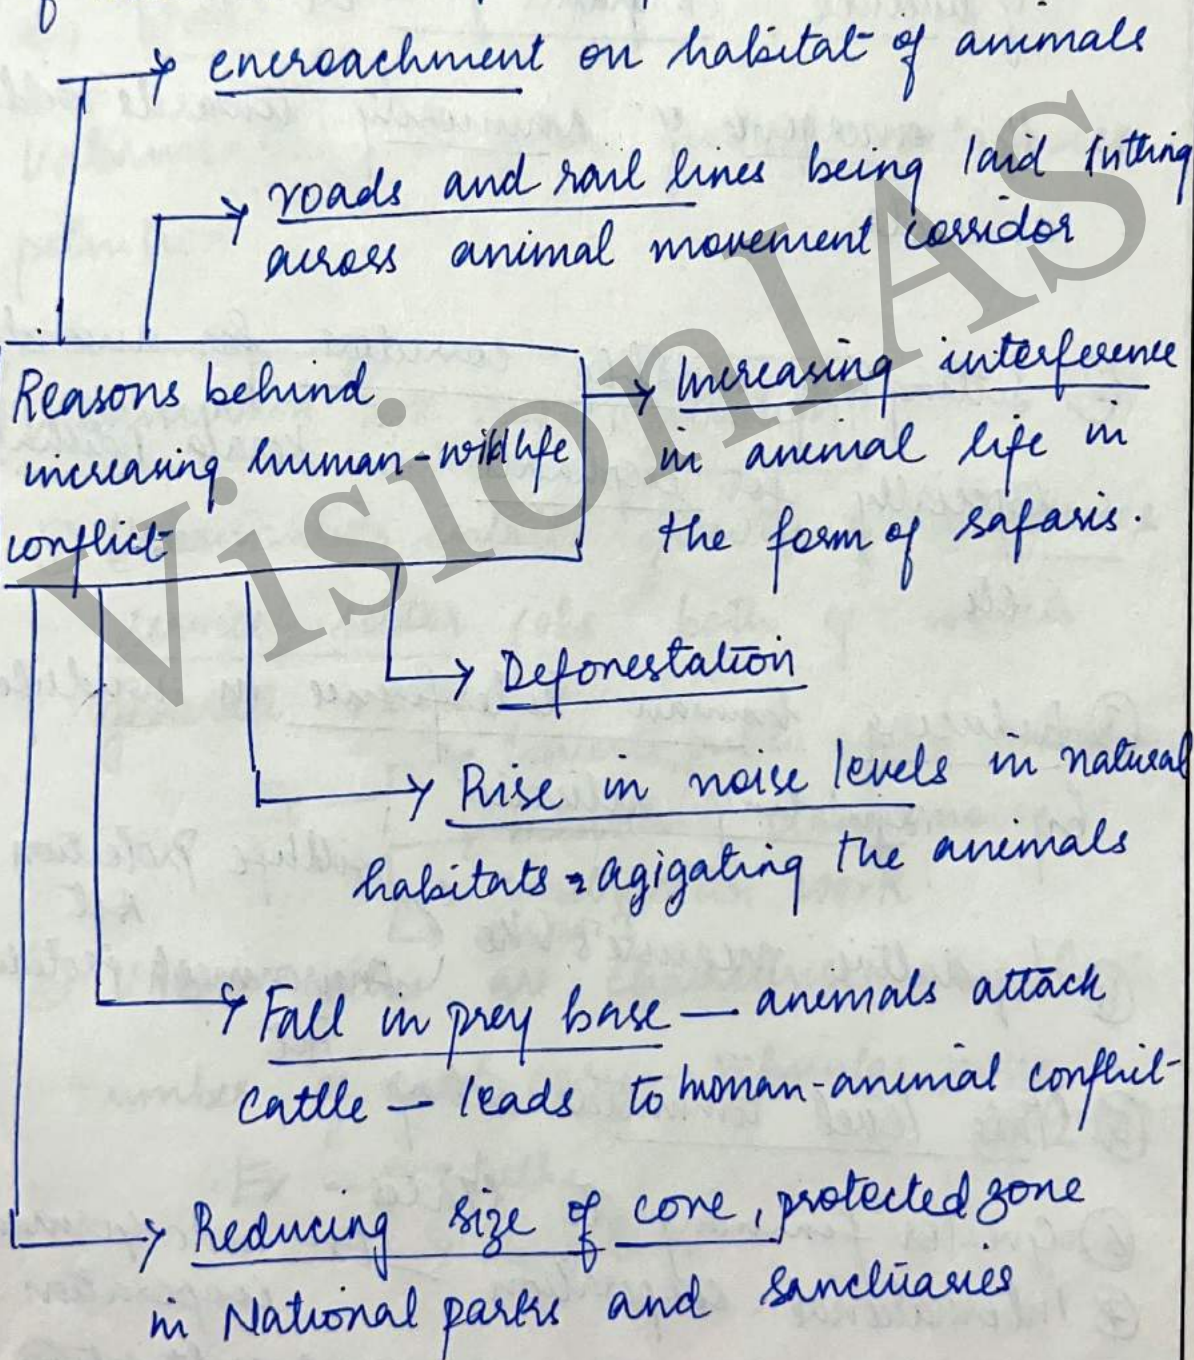 encroachment on habitat of animals
roads and rail lines being laid cutting
across animal movement corridor
Reasons behind
increasing human-wildlife
conflict
Increasing interference
in animal life in
the form of safaris.
Deforestation
Rise in noise levels in natural
habitats agigating the animals
Fall in prey base — animals attack
cattle — leads to human-animal conflict
Reducing size of core, protected zone
in National parks and sanctuaries
VisionIAS